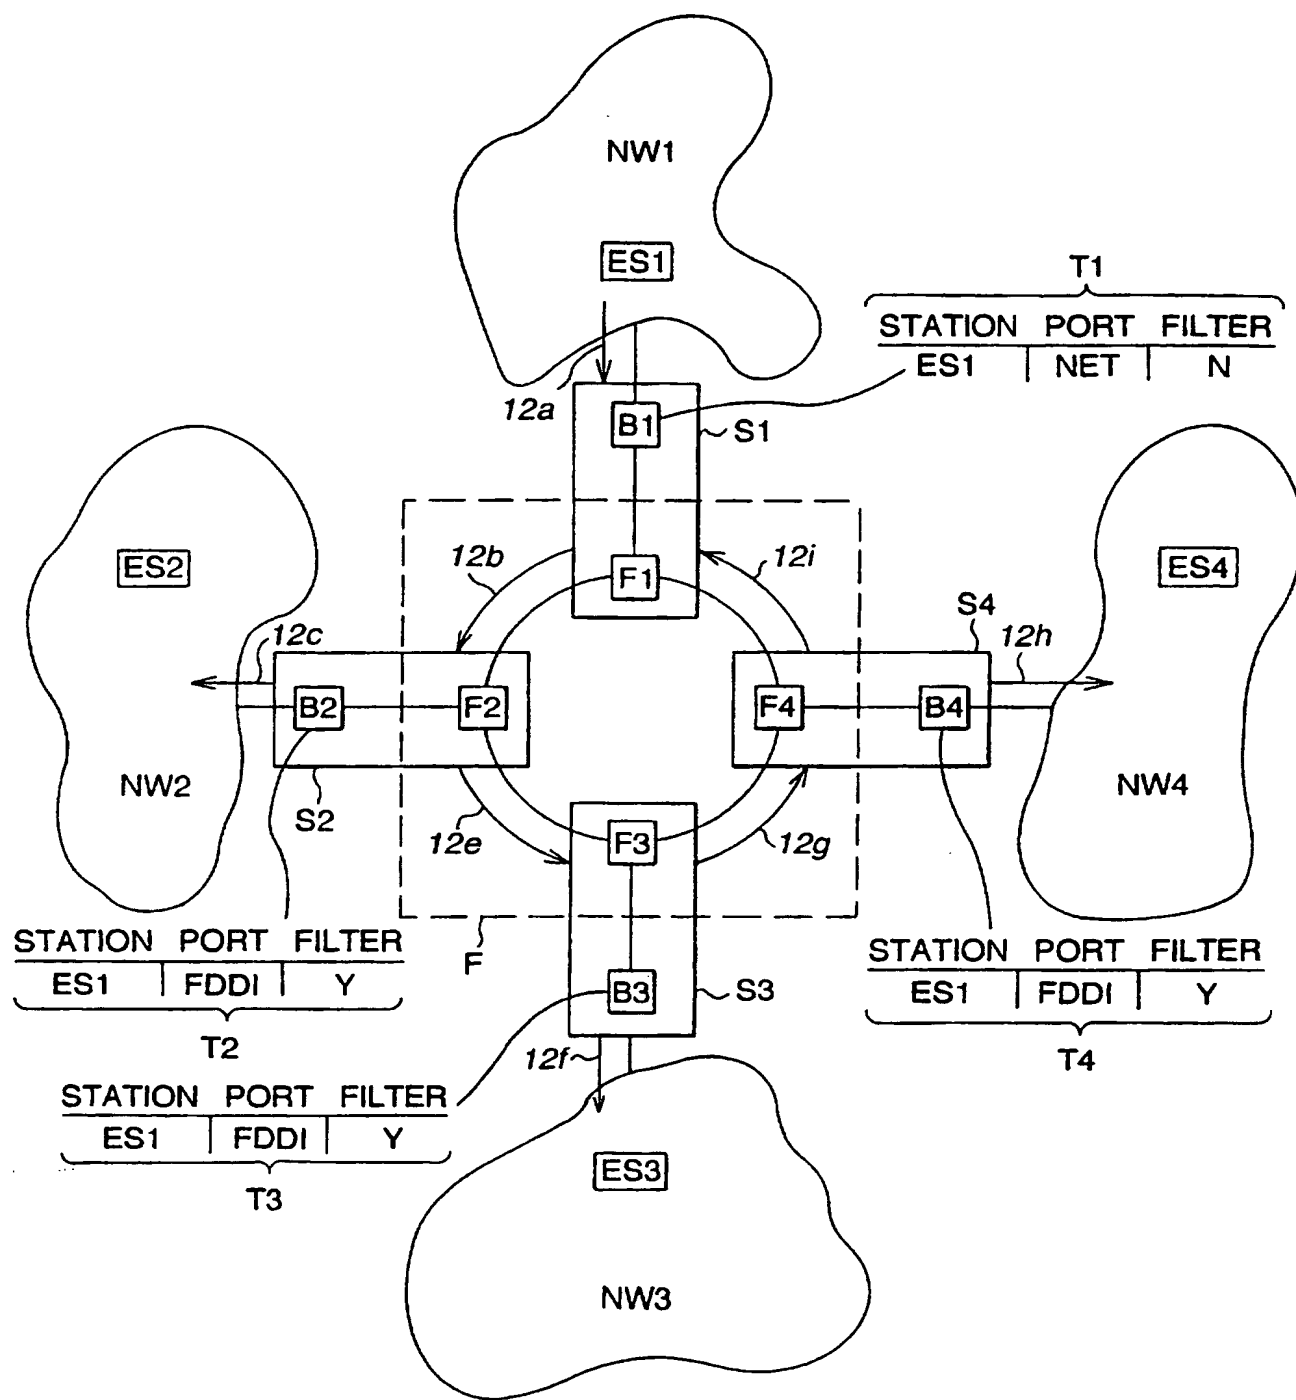 NW1
ES1
T1
STATION PORT FILTER
ES1 NET N
12a
B1
S1
12b
12i
ES2
F1
ES4
S4
12c
12h
B2
F2
F4
B4
NW2
NW4
S2
12e
F3
12g
STATION PORT FILTER
ES1 FDDI Y
T2
F
STATION PORT FILTER
ES1 FDDI Y
T4
B3
S3
12f
STATION PORT FILTER
ES1 FDDI Y
T3
ES3
NW3